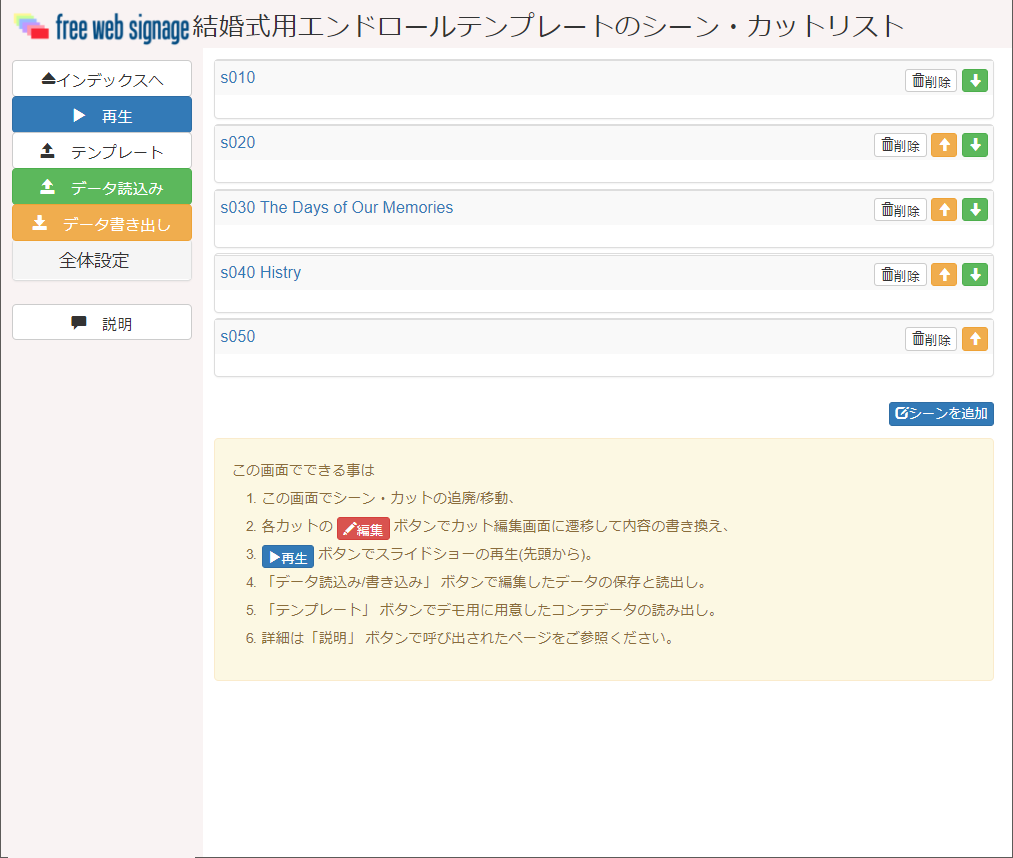 free web signage 結婚式用エンドロールテンプレートのシーン・カットリスト
インデックスへ
再生
テンプレート
データ読込み
データ書き出し
全体設定
説明
s010
削除
s020
削除
s030 The Days of Our Memories
削除
s040 Histry
削除
s050
削除
シーンを追加
この画面でできる事は
1. この画面でシーン・カットの追廃/移動、
2. 各カットの 編集 ボタンでカット編集画面に遷移して内容の書き換え、
3. 再生 ボタンでスライドショーの再生(先頭から)。
4. 「データ読込み/書き込み」 ボタンで編集したデータの保存と読出し。
5. 「テンプレート」 ボタンでデモ用に用意したコンテデータの読み出し。
6. 詳細は「説明」 ボタンで呼び出されたページをご参照ください。